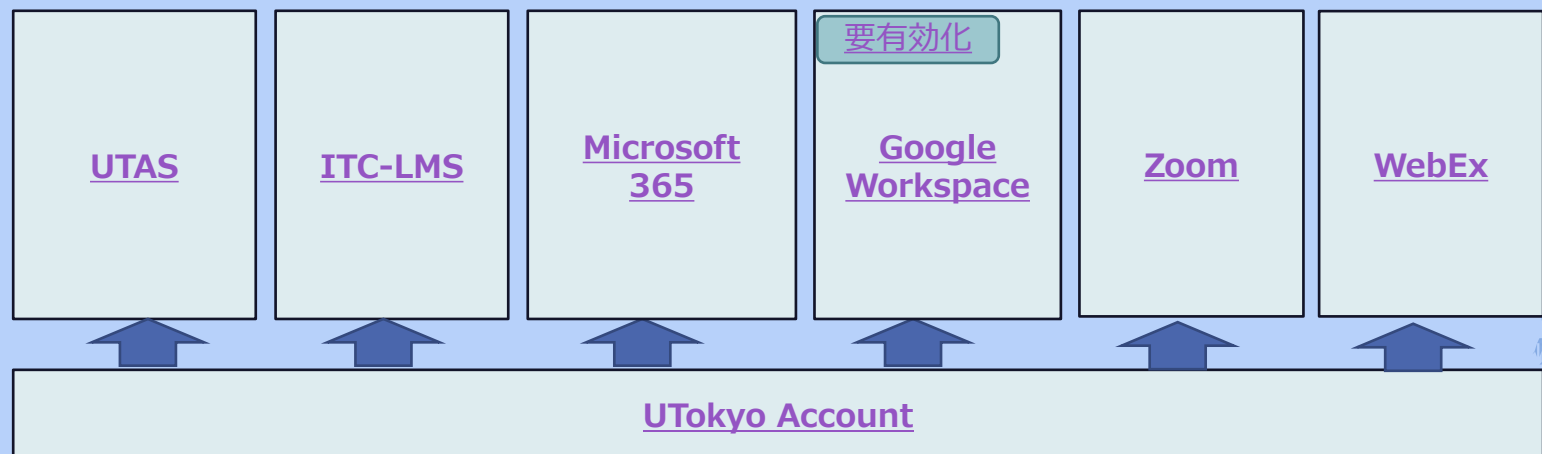 要有効化
UTAS
ITC-LMS
Microsoft
365
Google
Workspace
Zoom
WebEx
UTokyo Account